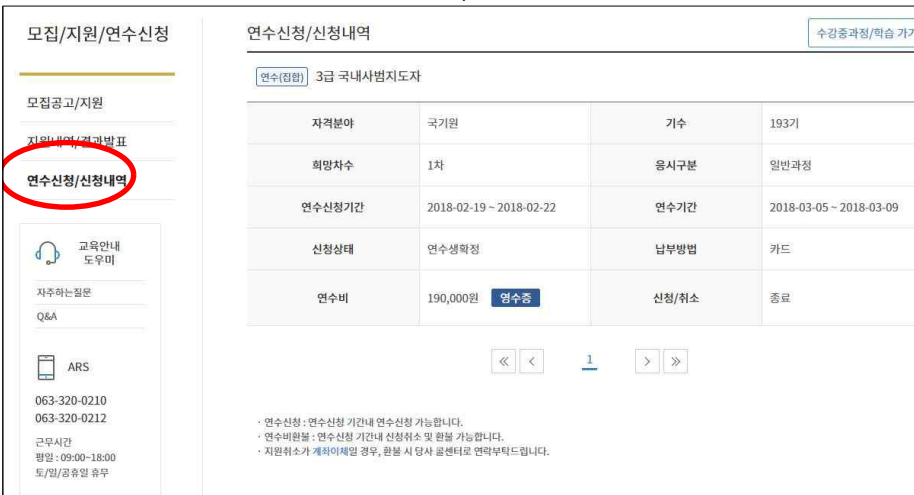 모집/지원/연수신청
모집공고/지원
지원내역/결과발표
연수신청/신청내역
교육안내
도우미
자주하는질문
Q&A
ARS
063-320-0210
063-320-0212
근무시간
평일 : 09:00~18:00
토/일/공휴일 휴무
연수신청/신청내역
수강중과정/학습 가기
연수(집합) 3급 국내사범지도자
자격분야 국기원 기수 193기
희망차수 1차 응시구분 일반과정
연수신청기간 2018-02-19 ~ 2018-02-22 연수기간 2018-03-05 ~ 2018-03-09
신청상태 연수생확정 납부방법 카드
연수비 190,000원 영수증 신청/취소 종료
« < 1 > »
· 연수신청 : 연수신청 기간내 연수신청 가능합니다.
· 연수비환불 : 연수신청 기간내 신청취소 및 환불 가능합니다.
· 지원취소가 계좌이체일 경우, 환불 시 당사 콜센터로 연락부탁드립니다.